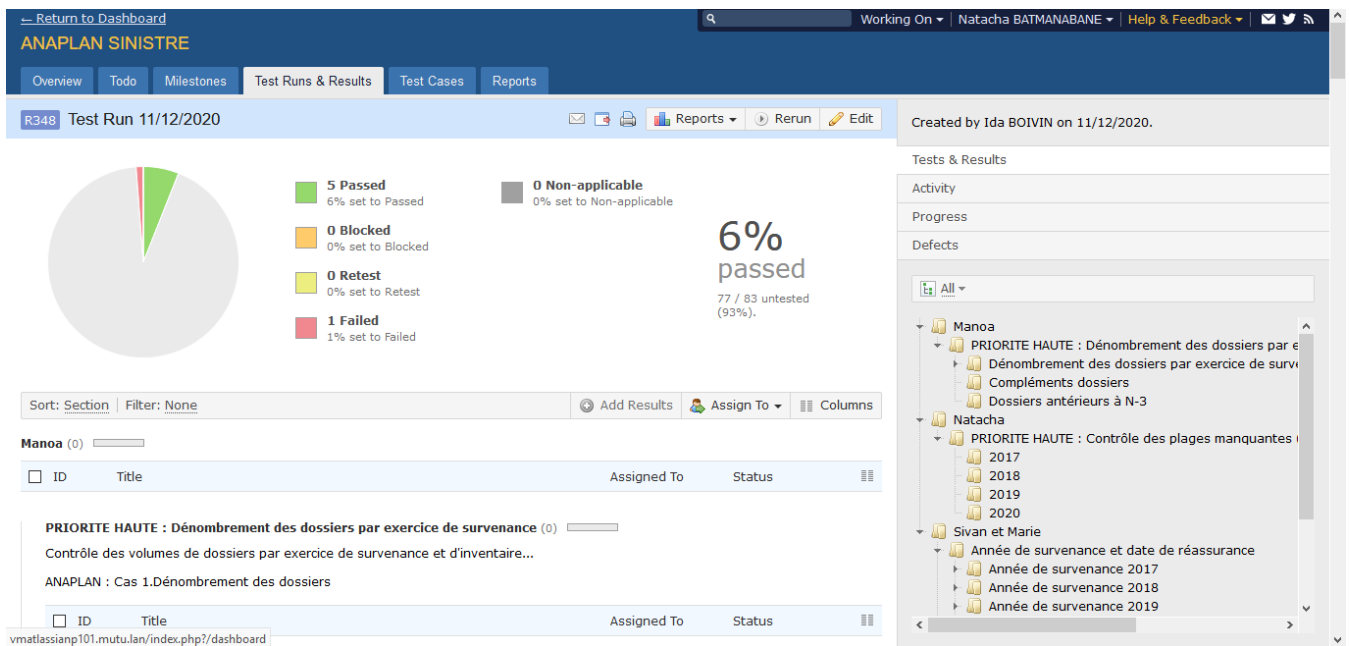 ← Return to Dashboard
Working On Natacha BATMANABANE Help & Feedback
ANAPLAN SINISTRE
Overview Todo Milestones Test Runs & Results Test Cases Reports
R348 Test Run 11/12/2020
Reports Rerun Edit
5 Passed
6% set to Passed
0 Blocked
0% set to Blocked
0 Retest
0% set to Retest
1 Failed
1% set to Failed
0 Non-applicable
0% set to Non-applicable
6%
passed
77 / 83 untested
(93%).
Sort: Section Filter: None
Add Results Assign To Columns
Manoa (0)
ID Title Assigned To Status
PRIORITE HAUTE : Dénombrement des dossiers par exercice de survenance (0)
Contrôle des volumes de dossiers par exercice de survenance et d'inventaire...
ANAPLAN : Cas 1.Dénombrement des dossiers
ID Title Assigned To Status
vmatlassianp101.mutu.lan/index.php?/dashboard
Created by Ida BOIVIN on 11/12/2020.
Tests & Results
Activity
Progress
Defects
All
Manoa
PRIORITE HAUTE : Dénombrement des dossiers par e
Dénombrement des dossiers par exercice de surve
Compléments dossiers
Dossiers antérieurs à N-3
Natacha
PRIORITE HAUTE : Contrôle des plages manquantes (
2017
2018
2019
2020
Sivan et Marie
Année de survenance et date de réassurance
Année de survenance 2017
Année de survenance 2018
Année de survenance 2019